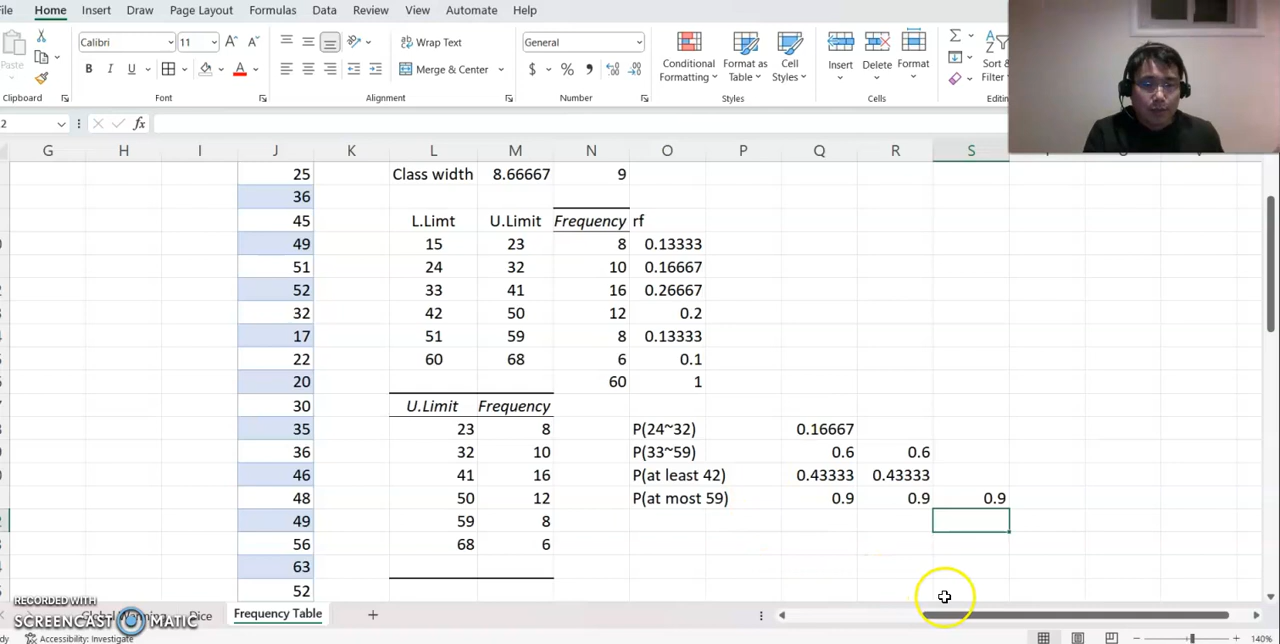 File Home Insert Draw Page Layout Formulas Data Review View Automate Help
Calibri 11 Wrap Text General
Paste B I U Merge & Center $ % Conditional Formatting Format as Table Cell Styles Insert Delete Format Sort & Filter
Clipboard Font Alignment Number Styles Cells Editin
2 fx
G H I J K L M N O P Q R S
25 Class width 8.66667 9
36
45 L.Limt U.Limit Frequency rf
49 15 23 8 0.13333
51 24 32 10 0.16667
52 33 41 16 0.26667
32 42 50 12 0.2
17 51 59 8 0.13333
22 60 68 6 0.1
20 60 1
30 U.Limit Frequency
35 23 8 P(24~32) 0.16667
36 32 10 P(33~59) 0.6 0.6
46 41 16 P(at least 42) 0.43333 0.43333
48 50 12 P(at most 59) 0.9 0.9 0.9
49 59 8
56 68 6
63
52
RECORDED WITH
SCREENCAST MATIC
Dice Frequency Table +
Accessibility: Investigate 140%